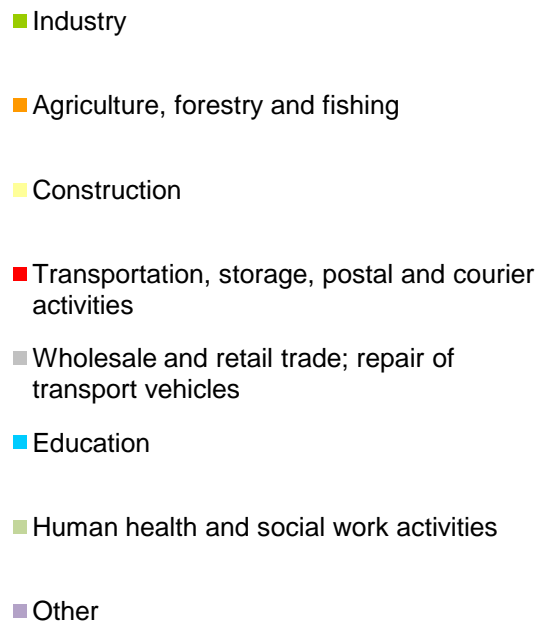 Industry
Agriculture, forestry and fishing
Construction
Transportation, storage, postal and courier
activities
Wholesale and retail trade; repair of
transport vehicles
Education
Human health and social work activities
Other